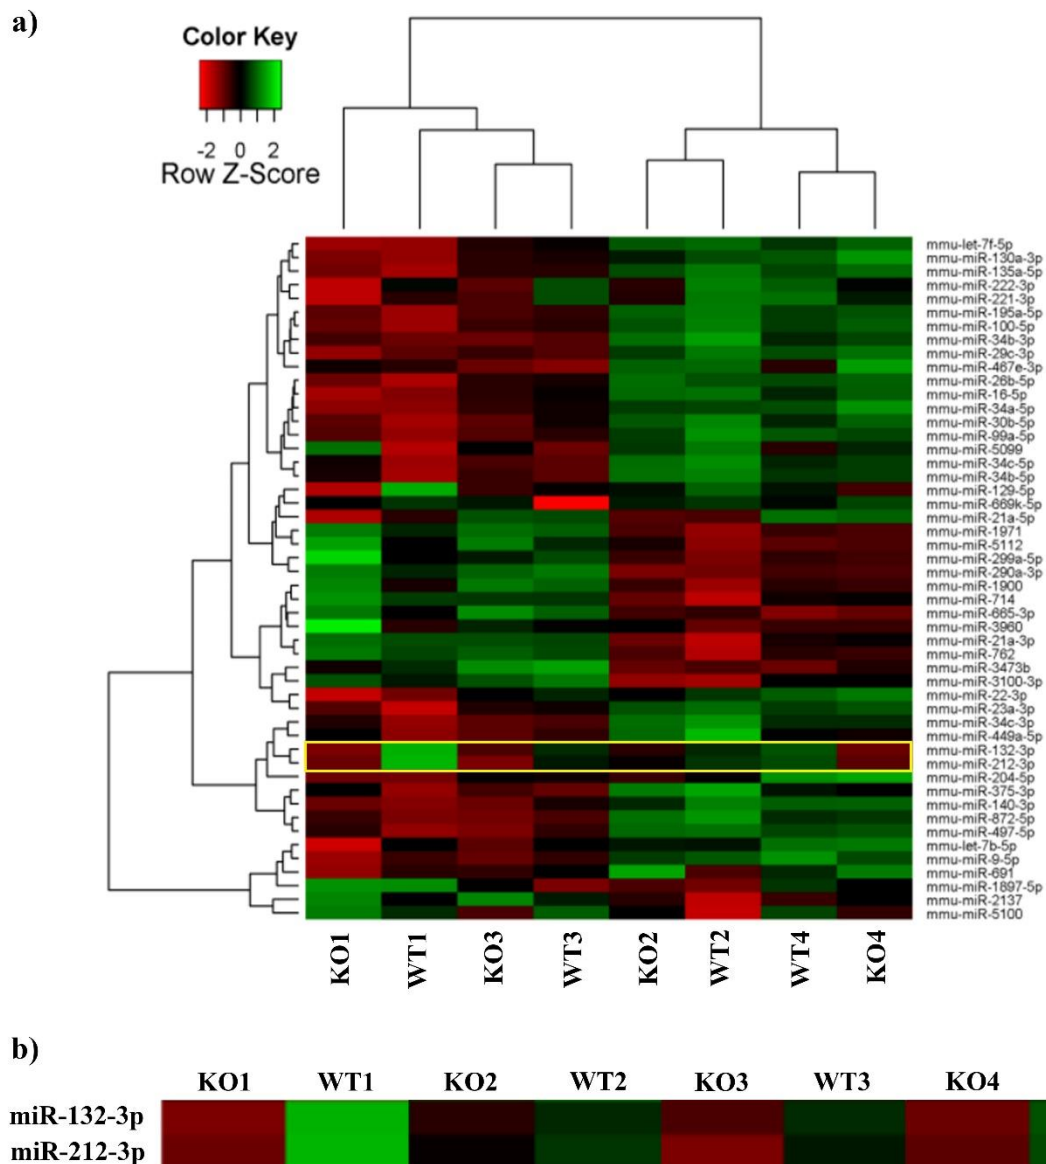 a)
Color Key
-2 0 2
Row Z-Score
mmu-let-7f-5p
mmu-miR-130a-3p
mmu-miR-135a-5p
mmu-miR-222-3p
mmu-miR-221-3p
mmu-miR-195a-5p
mmu-miR-100-5p
mmu-miR-34b-3p
mmu-miR-29c-3p
mmu-miR-467e-3p
mmu-miR-26b-5p
mmu-miR-16-5p
mmu-miR-34a-5p
mmu-miR-30b-5p
mmu-miR-99a-5p
mmu-miR-5099
mmu-miR-34c-5p
mmu-miR-34b-5p
mmu-miR-129-5p
mmu-miR-669k-5p
mmu-miR-21a-5p
mmu-miR-1971
mmu-miR-5112
mmu-miR-299a-5p
mmu-miR-290a-3p
mmu-miR-1900
mmu-miR-714
mmu-miR-665-3p
mmu-miR-3960
mmu-miR-21a-3p
mmu-miR-762
mmu-miR-3473b
mmu-miR-3100-3p
mmu-miR-22-3p
mmu-miR-23a-3p
mmu-miR-34c-3p
mmu-miR-449a-5p
mmu-miR-132-3p
mmu-miR-212-3p
mmu-miR-204-5p
mmu-miR-375-3p
mmu-miR-140-3p
mmu-miR-872-5p
mmu-miR-497-5p
mmu-let-7b-5p
mmu-miR-9-5p
mmu-miR-691
mmu-miR-1897-5p
mmu-miR-2137
mmu-miR-5100
KO1 WT1 KO3 WT3 KO2 WT2 WT4 KO4
b)
KO1 WT1 KO2 WT2 KO3 WT3 KO4
miR-132-3p
miR-212-3p